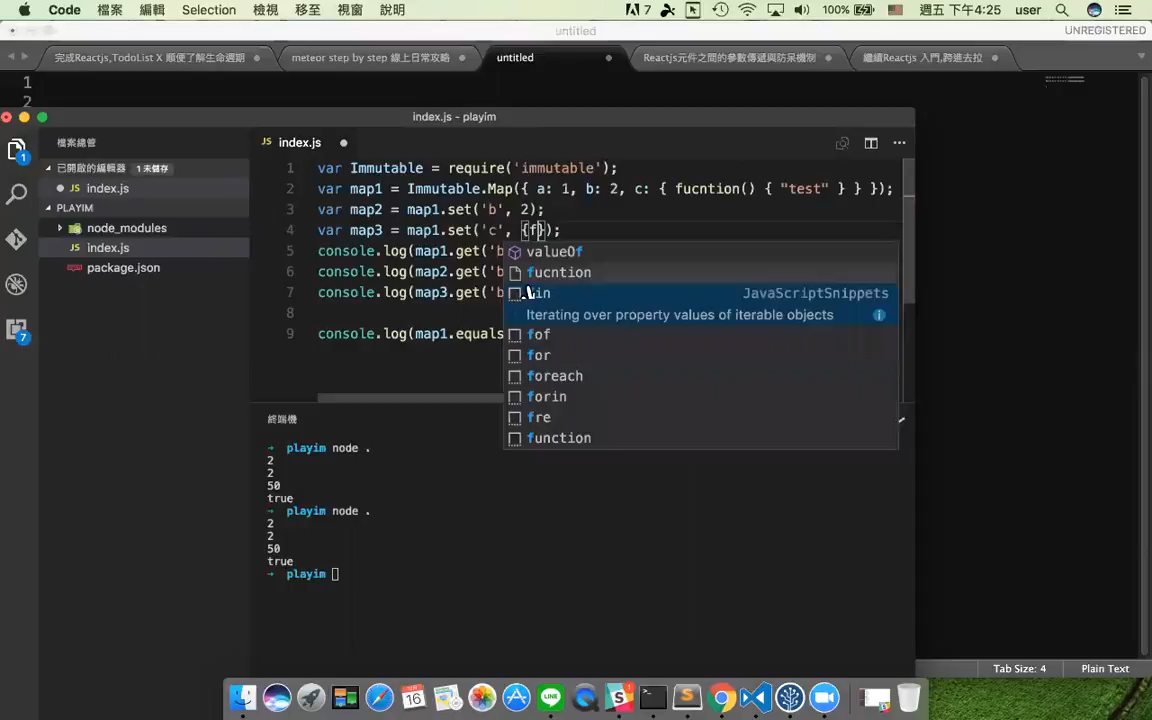 Code 檔案 編輯 Selection 檢視 移至 視窗 說明 7 100% 週五 下午4:25 user
untitled UNREGISTERED
完成Reactjs,TodoList X 順便了解生命週期 meteor step by step 線上日常攻略 untitled Reactjs元件之間的參數傳遞與防呆機制 繼續Reactjs 入門,跨進去拉
1
2
index.js - playim
檔案總管
JS index.js
已開啟的編輯器 1 未儲存
JS index.js
PLAYIM
node_modules
JS index.js
package.json
1
7
1 var Immutable = require('immutable');
2 var map1 = Immutable.Map({ a: 1, b: 2, c: { fucntion() { "test" } } });
3 var map2 = map1.set('b', 2);
4 var map3 = map1.set('c', {f});
5 console.log(map1.get('b
6 console.log(map2.get('b
7 console.log(map3.get('b
8
9 console.log(map1.equals
valueOf
fucntion
in JavaScriptSnippets
Iterating over property values of iterable objects
fof
for
foreach
forin
fre
function
終端機
→ playim node .
2
2
50
true
→ playim node .
2
2
50
true
→ playim
Tab Size: 4 Plain Text
16